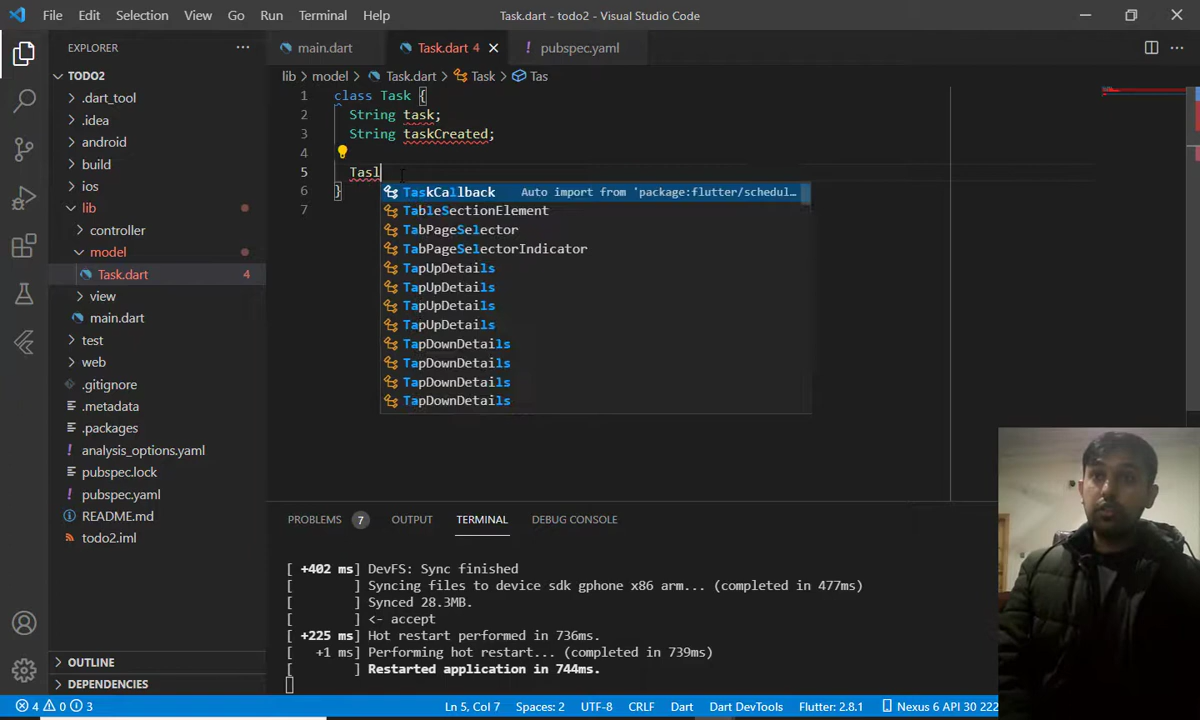 File Edit Selection View Go Run Terminal Help Task.dart - todo2 - Visual Studio Code
EXPLORER
main.dart
Task.dart 4
pubspec.yaml
TODO2
lib > model > Task.dart > Task > Tas
.dart_tool
.idea
android
build
ios
lib
controller
model
Task.dart 4
view
main.dart
test
web
.gitignore
.metadata
.packages
analysis_options.yaml
pubspec.lock
pubspec.yaml
README.md
todo2.iml
OUTLINE
DEPENDENCIES
1 class Task {
2 String task;
3 String taskCreated;
4
5 Tasl
6 }
7
TaskCallback Auto import from 'package:flutter/schedul…
TableSectionElement
TabPageSelector
TabPageSelectorIndicator
TapUpDetails
TapUpDetails
TapUpDetails
TapUpDetails
TapDownDetails
TapDownDetails
TapDownDetails
TapDownDetails
PROBLEMS 7 OUTPUT TERMINAL DEBUG CONSOLE
[ +402 ms] DevFS: Sync finished
[ ] Syncing files to device sdk gphone x86 arm... (completed in 477ms)
[ ] Synced 28.3MB.
[ ] <- accept
[ +225 ms] Hot restart performed in 736ms.
[ +1 ms] Performing hot restart... (completed in 739ms)
[ ] Restarted application in 744ms.
4 0 3 Ln 5, Col 7 Spaces: 2 UTF-8 CRLF Dart Dart DevTools Flutter: 2.8.1 Nexus 6 API 30 222